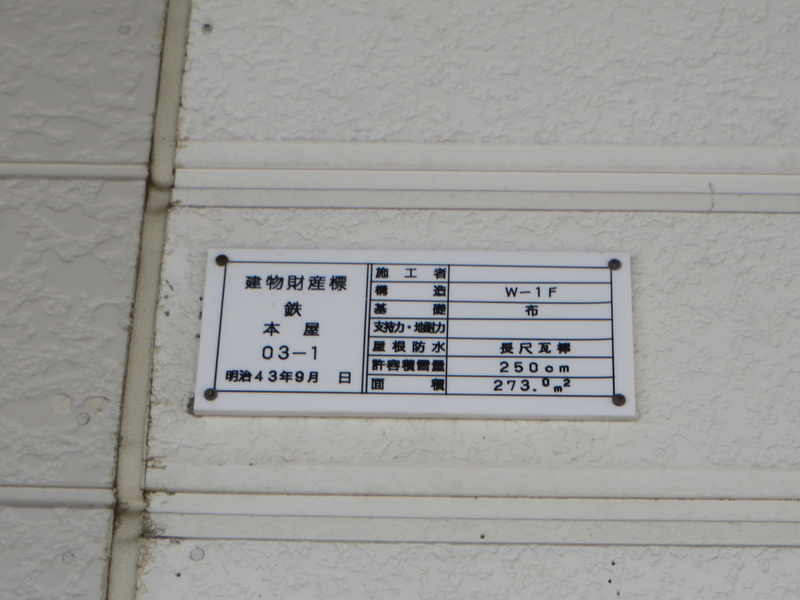 建物財産標
鉄
本 屋
03-1
明治43年9月 日
施工者
構造 W-1F
基礎 布
支持力・地耐力
屋根防水 長尺瓦棒
許容積雪量 250cm
面積 273.0m²